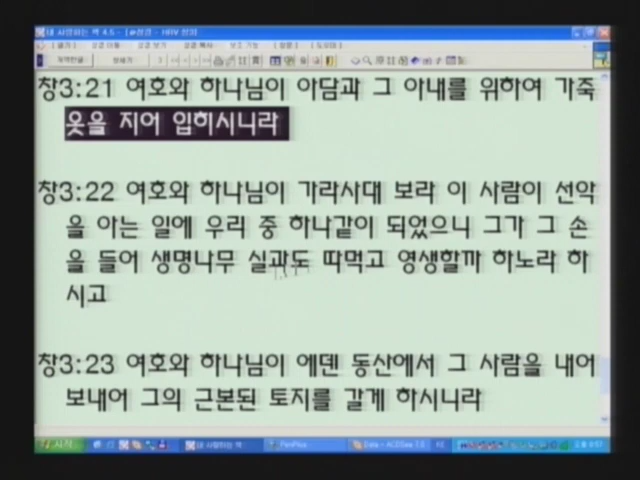 창3:21 여호와 하나님이 아담과 그 아내를 위하여 가죽
옷을 지어 입히시니라
창3:22 여호와 하나님이 가라사대 보라 이 사람이 선악
을 아는 일에 우리 중 하나같이 되었으니 그가 그 손
을 들어 생명나무 실과도 따먹고 영생할까 하노라 하
시고
창3:23 여호와 하나님이 에덴 동산에서 그 사람을 내어
보내어 그의 근본된 토지를 갈게 하시니라
시작